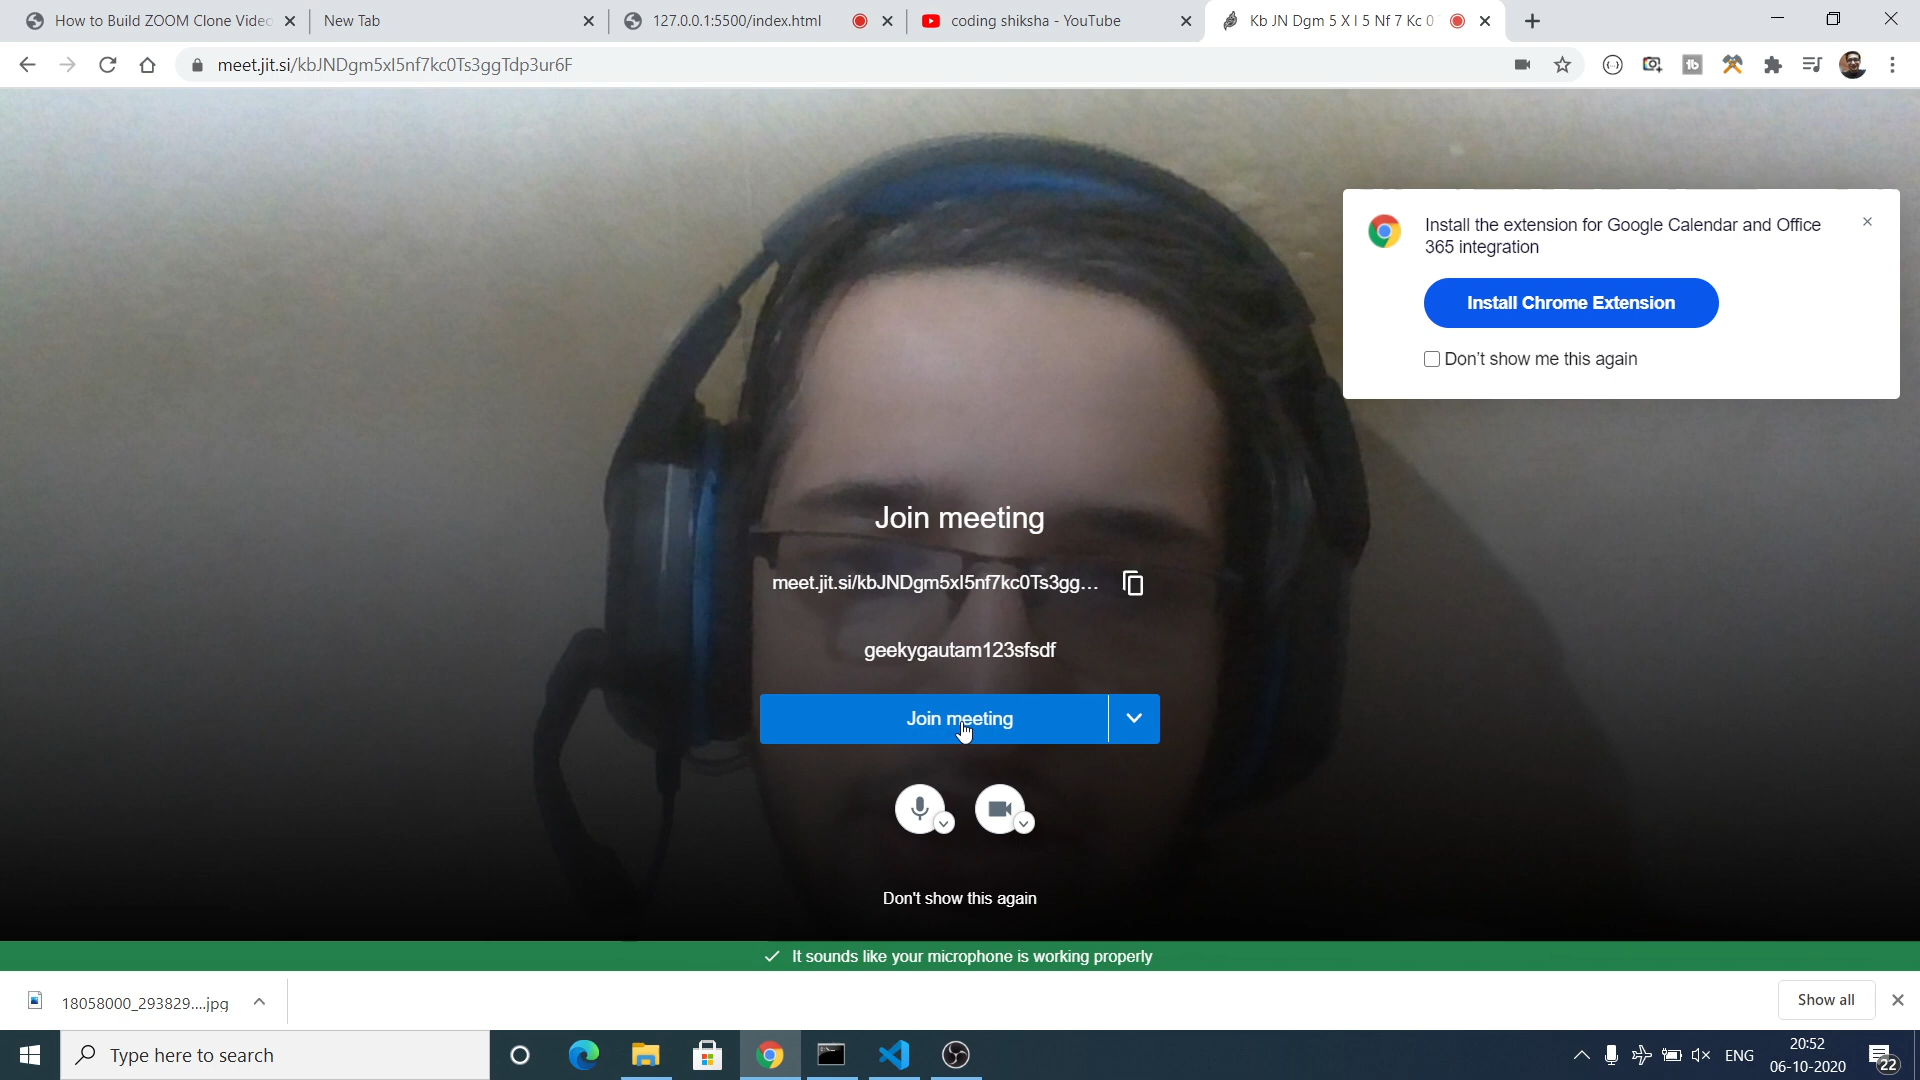 How to Build ZOOM Clone Video
New Tab
127.0.0.1:5500/index.html
coding shiksha - YouTube
Kb JN Dgm 5 X I 5 Nf 7 Kc 0
meet.jit.si/kbJNDgm5xI5nf7kc0Ts3ggTdp3ur6F
Install the extension for Google Calendar and Office
365 integration
Install Chrome Extension
Don't show me this again
Join meeting
meet.jit.si/kbJNDgm5xI5nf7kc0Ts3gg...
geekygautam123sfsdf
Join meeting
Don't show this again
It sounds like your microphone is working properly
18058000_293829....jpg
Show all
Type here to search
ENG
20:52
06-10-2020
22